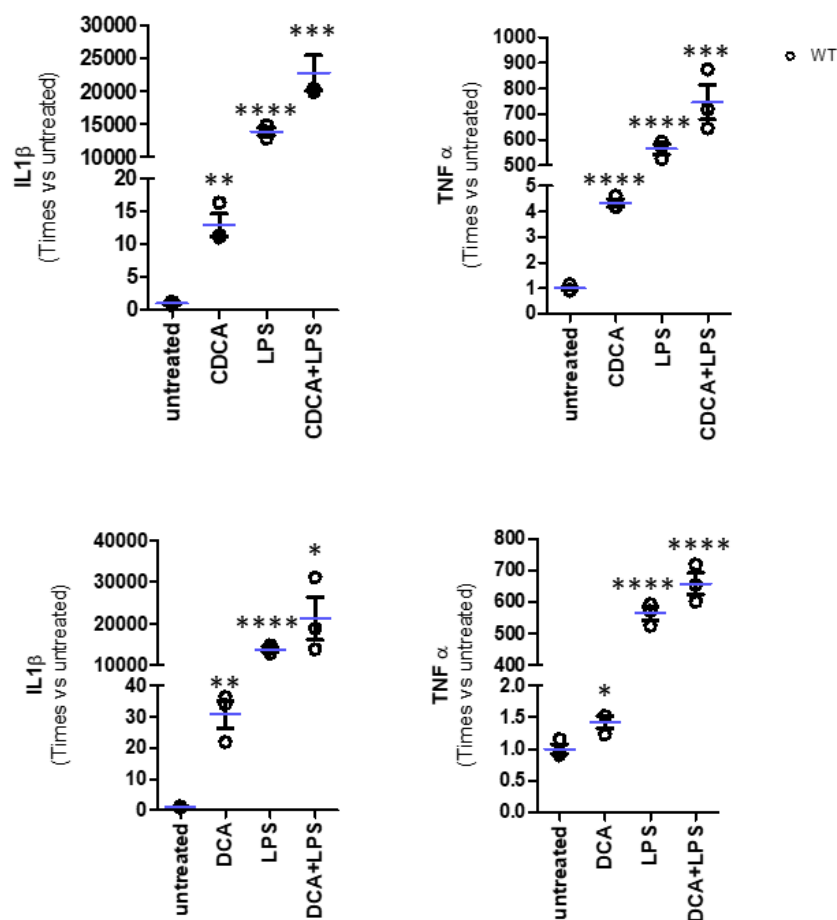 IL1β
(Times vs untreated)
30000
25000
20000
15000
10000
20
15
10
5
0
**
****
***
untreated
CDCA
LPS
CDCA+LPS
TNF α
(Times vs untreated)
1000
900
800
700
600
500
5
4
3
2
1
0
****
****
***
untreated
CDCA
LPS
CDCA+LPS
WT
IL1β
(Times vs untreated)
40000
30000
20000
10000
40
30
20
10
0
**
****
*
untreated
DCA
LPS
DCA+LPS
TNF α
(Times vs untreated)
800
700
600
500
400
2.0
1.5
1.0
0.5
0.0
*
****
****
untreated
DCA
LPS
DCA+LPS